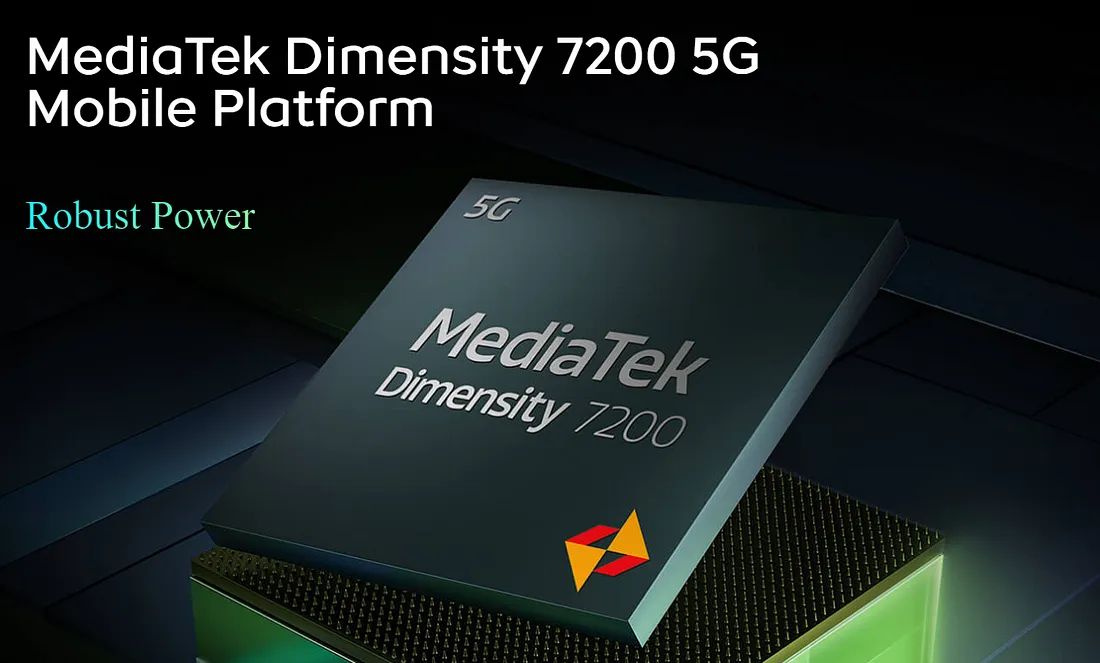 MediaTek Dimensity 7200 5G
Mobile Platform
Robust Power
5G
MediaTek
Dimensity 7200